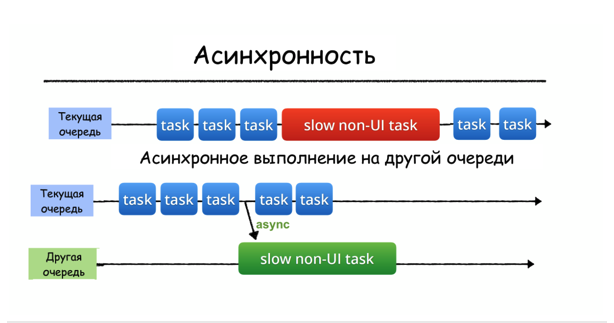 Асинхронность
Текущая
очередь
task task task slow non-UI task task task
Асинхронное выполнение на другой очереди
Текущая
очередь
task task task task task
async
Другая
очередь
slow non-UI task